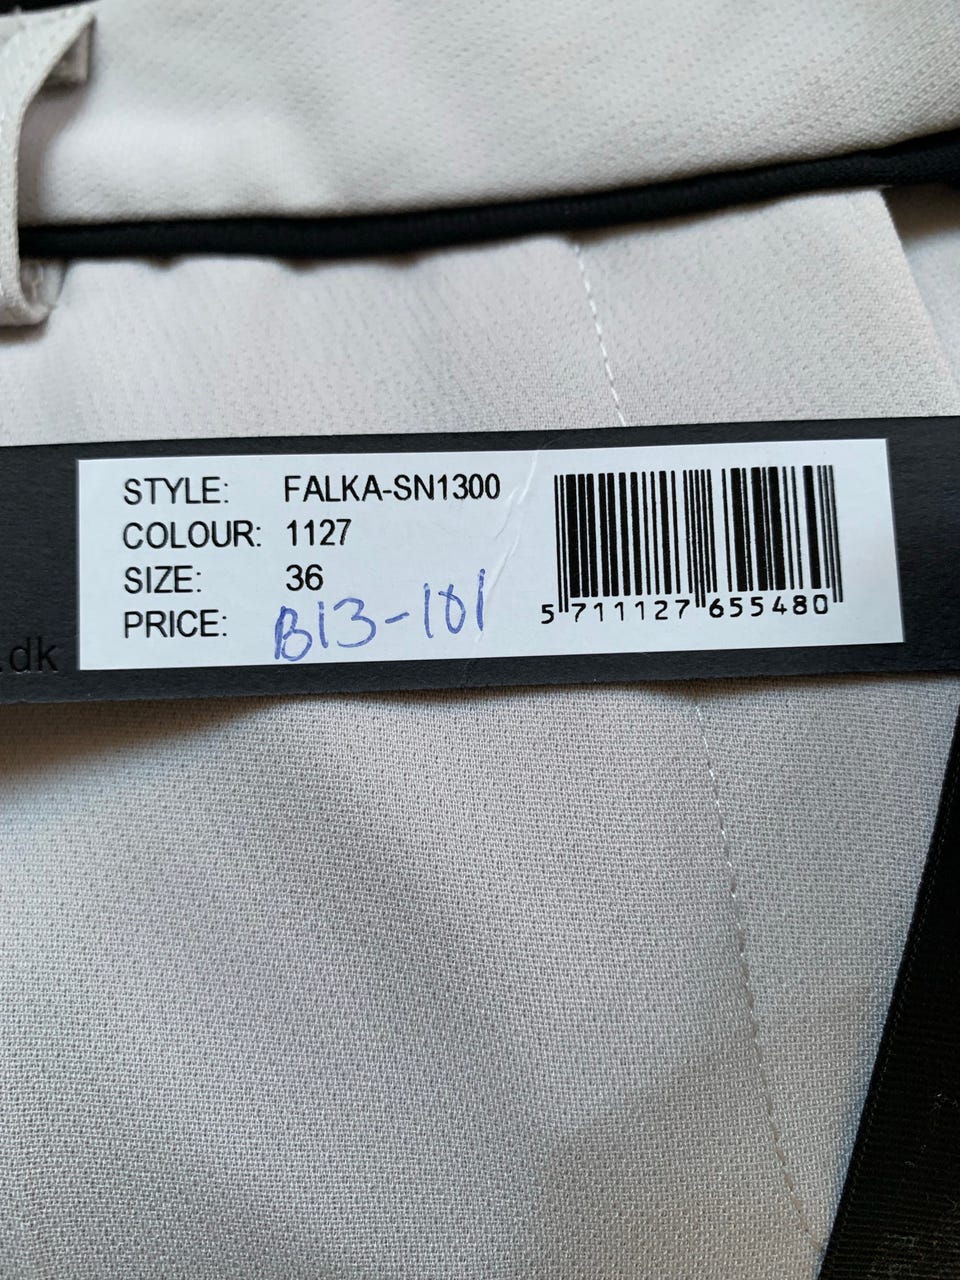 STYLE: FALKA-SN1300
COLOUR: 1127
SIZE: 36
PRICE: B13-101
5 711127 655480
.dk